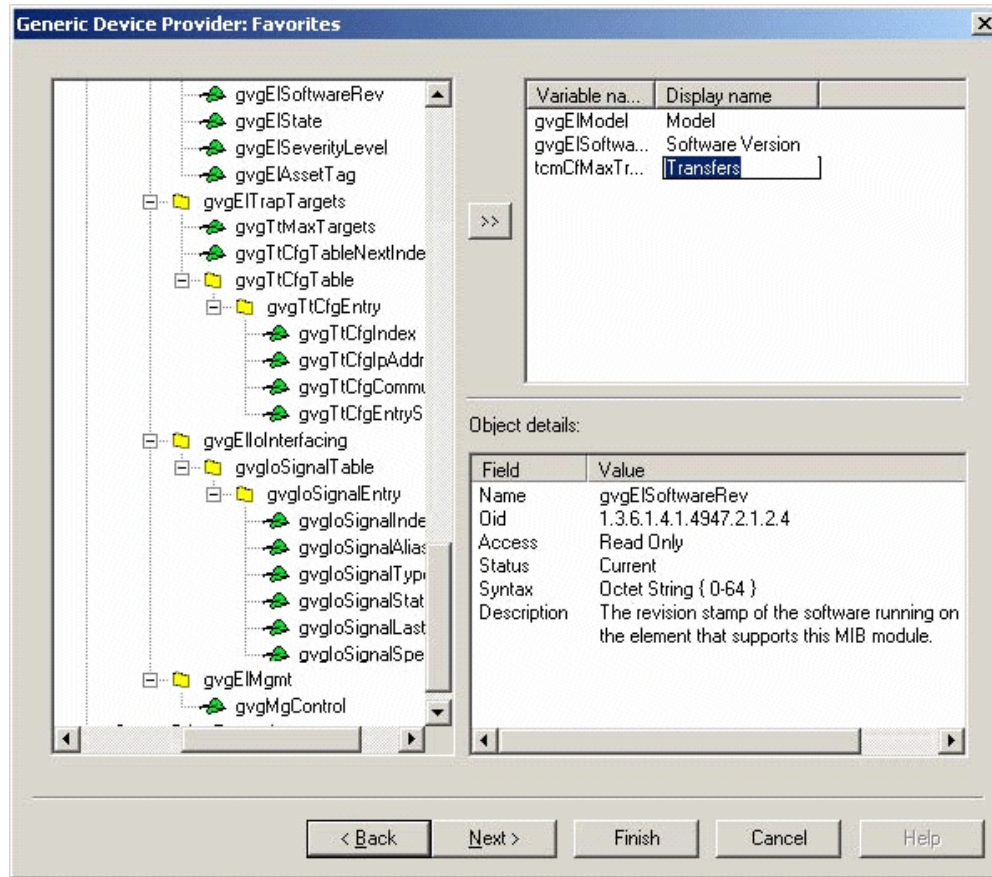 Generic Device Provider: Favorites
gvgElSoftwareRev
gvgElState
gvgElSeverityLevel
gvgElAssetTag
gvgElTrapTargets
gvgTtMaxTargets
gvgTtCfgTableNextInde
gvgTtCfgTable
gvgTtCfgEntry
gvgTtCfgIndex
gvgTtCfgIpAddr
gvgTtCfgCommu
gvgTtCfgEntryS
gvgElIoInterfacing
gvgIoSignalTable
gvgIoSignalEntry
gvgIoSignalInde
gvgIoSignalAlias
gvgIoSignalType
gvgIoSignalStat
gvgIoSignalLast
gvgIoSignalSpe
gvgElMgmt
gvgMgControl
>>
Variable na... Display name
gvgElModel Model
gvgElSoftwa... Software Version
tcmCfMaxTr... Transfers
Object details:
Field Value
Name gvgElSoftwareRev
Oid 1.3.6.1.4.1.4947.2.1.2.4
Access Read Only
Status Current
Syntax Octet String { 0-64 }
Description The revision stamp of the software running on
the element that supports this MIB module.
< Back Next > Finish Cancel Help